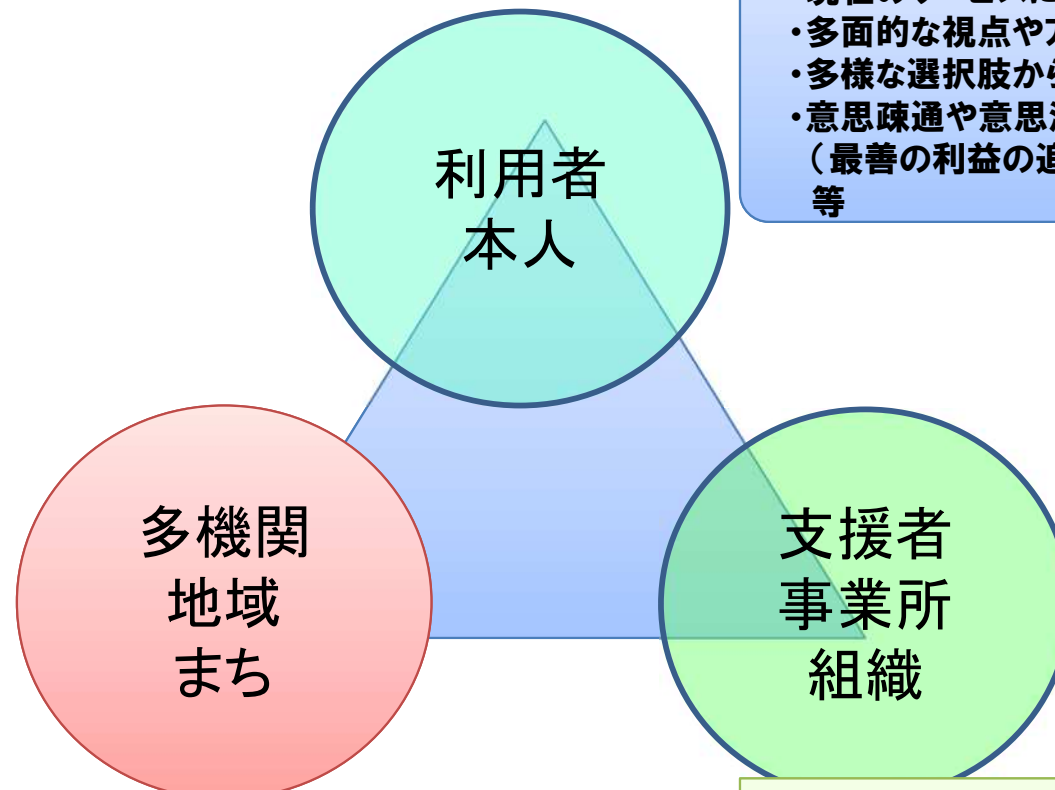 ・多面的な視点や
・多様な選択肢から
・意思疎通や意思
（最善の利益の追
等
利用者
本人
多機関
地域
まち
支援者
事業所
組織